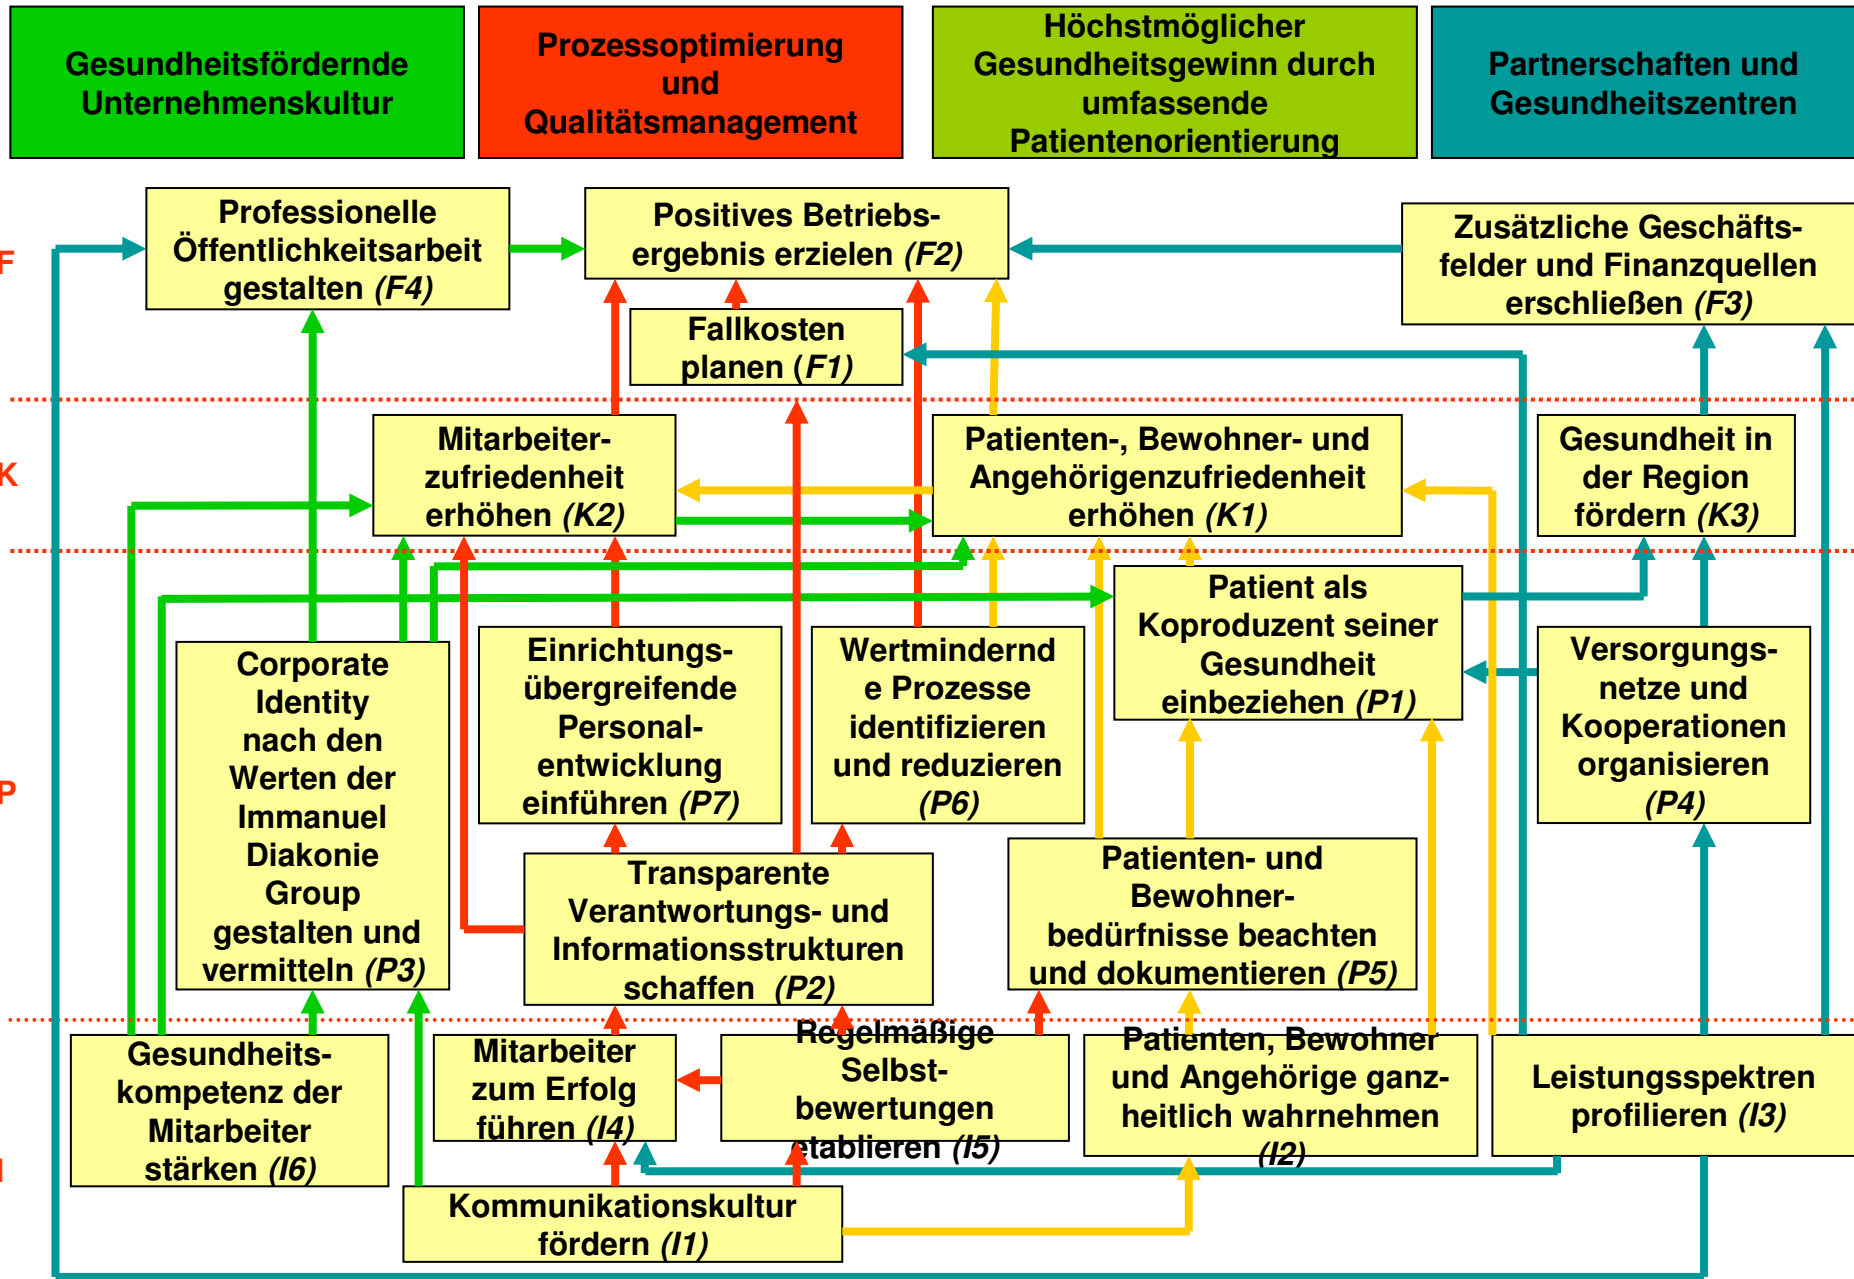 Gesundheitsfördernde
Unternehmenskultur
Prozessoptimierung
und
Qualitätsmanagement
Höchstmöglicher
Gesundheitsgewinn durch
umfassende
Patientenorientierung
Partnerschaften und
Gesundheitszentren
F
Professionelle
Öffentlichkeitsarbeit
gestalten (F4)
Positives Betriebs-
ergebnis erzielen (F2)
Zusätzliche Geschäfts-
felder und Finanzquellen
erschließen (F3)
Fallkosten
planen (F1)
K
Mitarbeiter-
zufriedenheit
erhöhen (K2)
Patienten-, Bewohner- und
Angehörigenzufriedenheit
erhöhen (K1)
Gesundheit in
der Region
fördern (K3)
P
Corporate
Identity
nach den
Werten der
Immanuel
Diakonie
Group
gestalten und
vermitteln (P3)
Einrichtungs-
übergreifende
Personal-
entwicklung
einführen (P7)
Wertmindernd
e Prozesse
identifizieren
und reduzieren
(P6)
Patient als
Koproduzent seiner
Gesundheit
einbeziehen (P1)
Versorgungs-
netze und
Kooperationen
organisieren
(P4)
Transparente
Verantwortungs- und
Informationsstrukturen
schaffen (P2)
Patienten- und
Bewohner-
bedürfnisse beachten
und dokumentieren (P5)
I
Gesundheits-
kompetenz der
Mitarbeiter
stärken (I6)
Mitarbeiter
zum Erfolg
führen (I4)
Regelmäßige
Selbst-
bewertungen
etablieren (I5)
Patienten, Bewohner
und Angehörige ganz-
heitlich wahrnehmen
(I2)
Leistungsspektren
profilieren (I3)
Kommunikationskultur
fördern (I1)